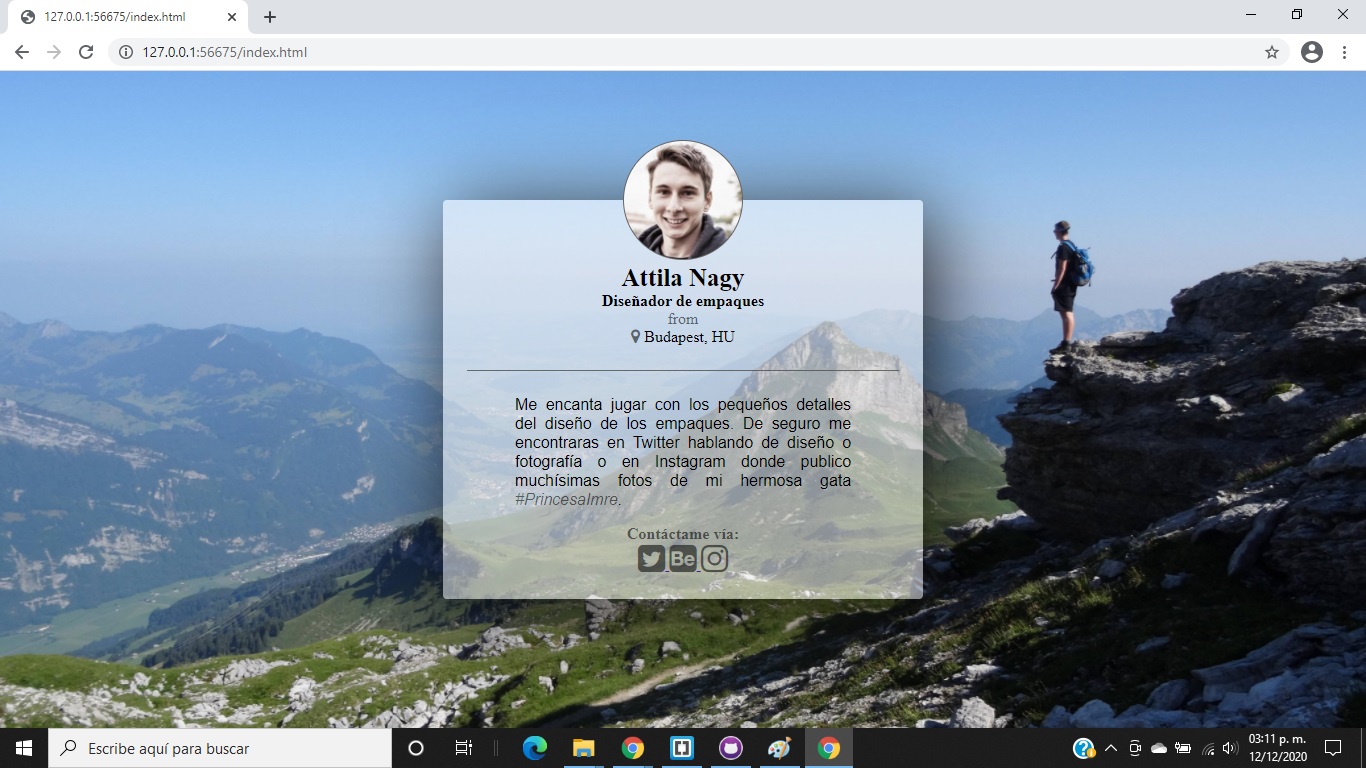 127.0.0.1:56675/index.html
127.0.0.1:56675/index.html
Attila Nagy
Diseñador de empaques
from
Budapest, HU
Me encanta jugar con los pequeños detalles
del diseño de los empaques. De seguro me
encontraras en Twitter hablando de diseño o
fotografía o en Instagram donde publico
muchísimas fotos de mi hermosa gata
#PrincesaImre.
Contáctame vía:
Bē
Escribe aquí para buscar
03:11 p. m.
12/12/2020